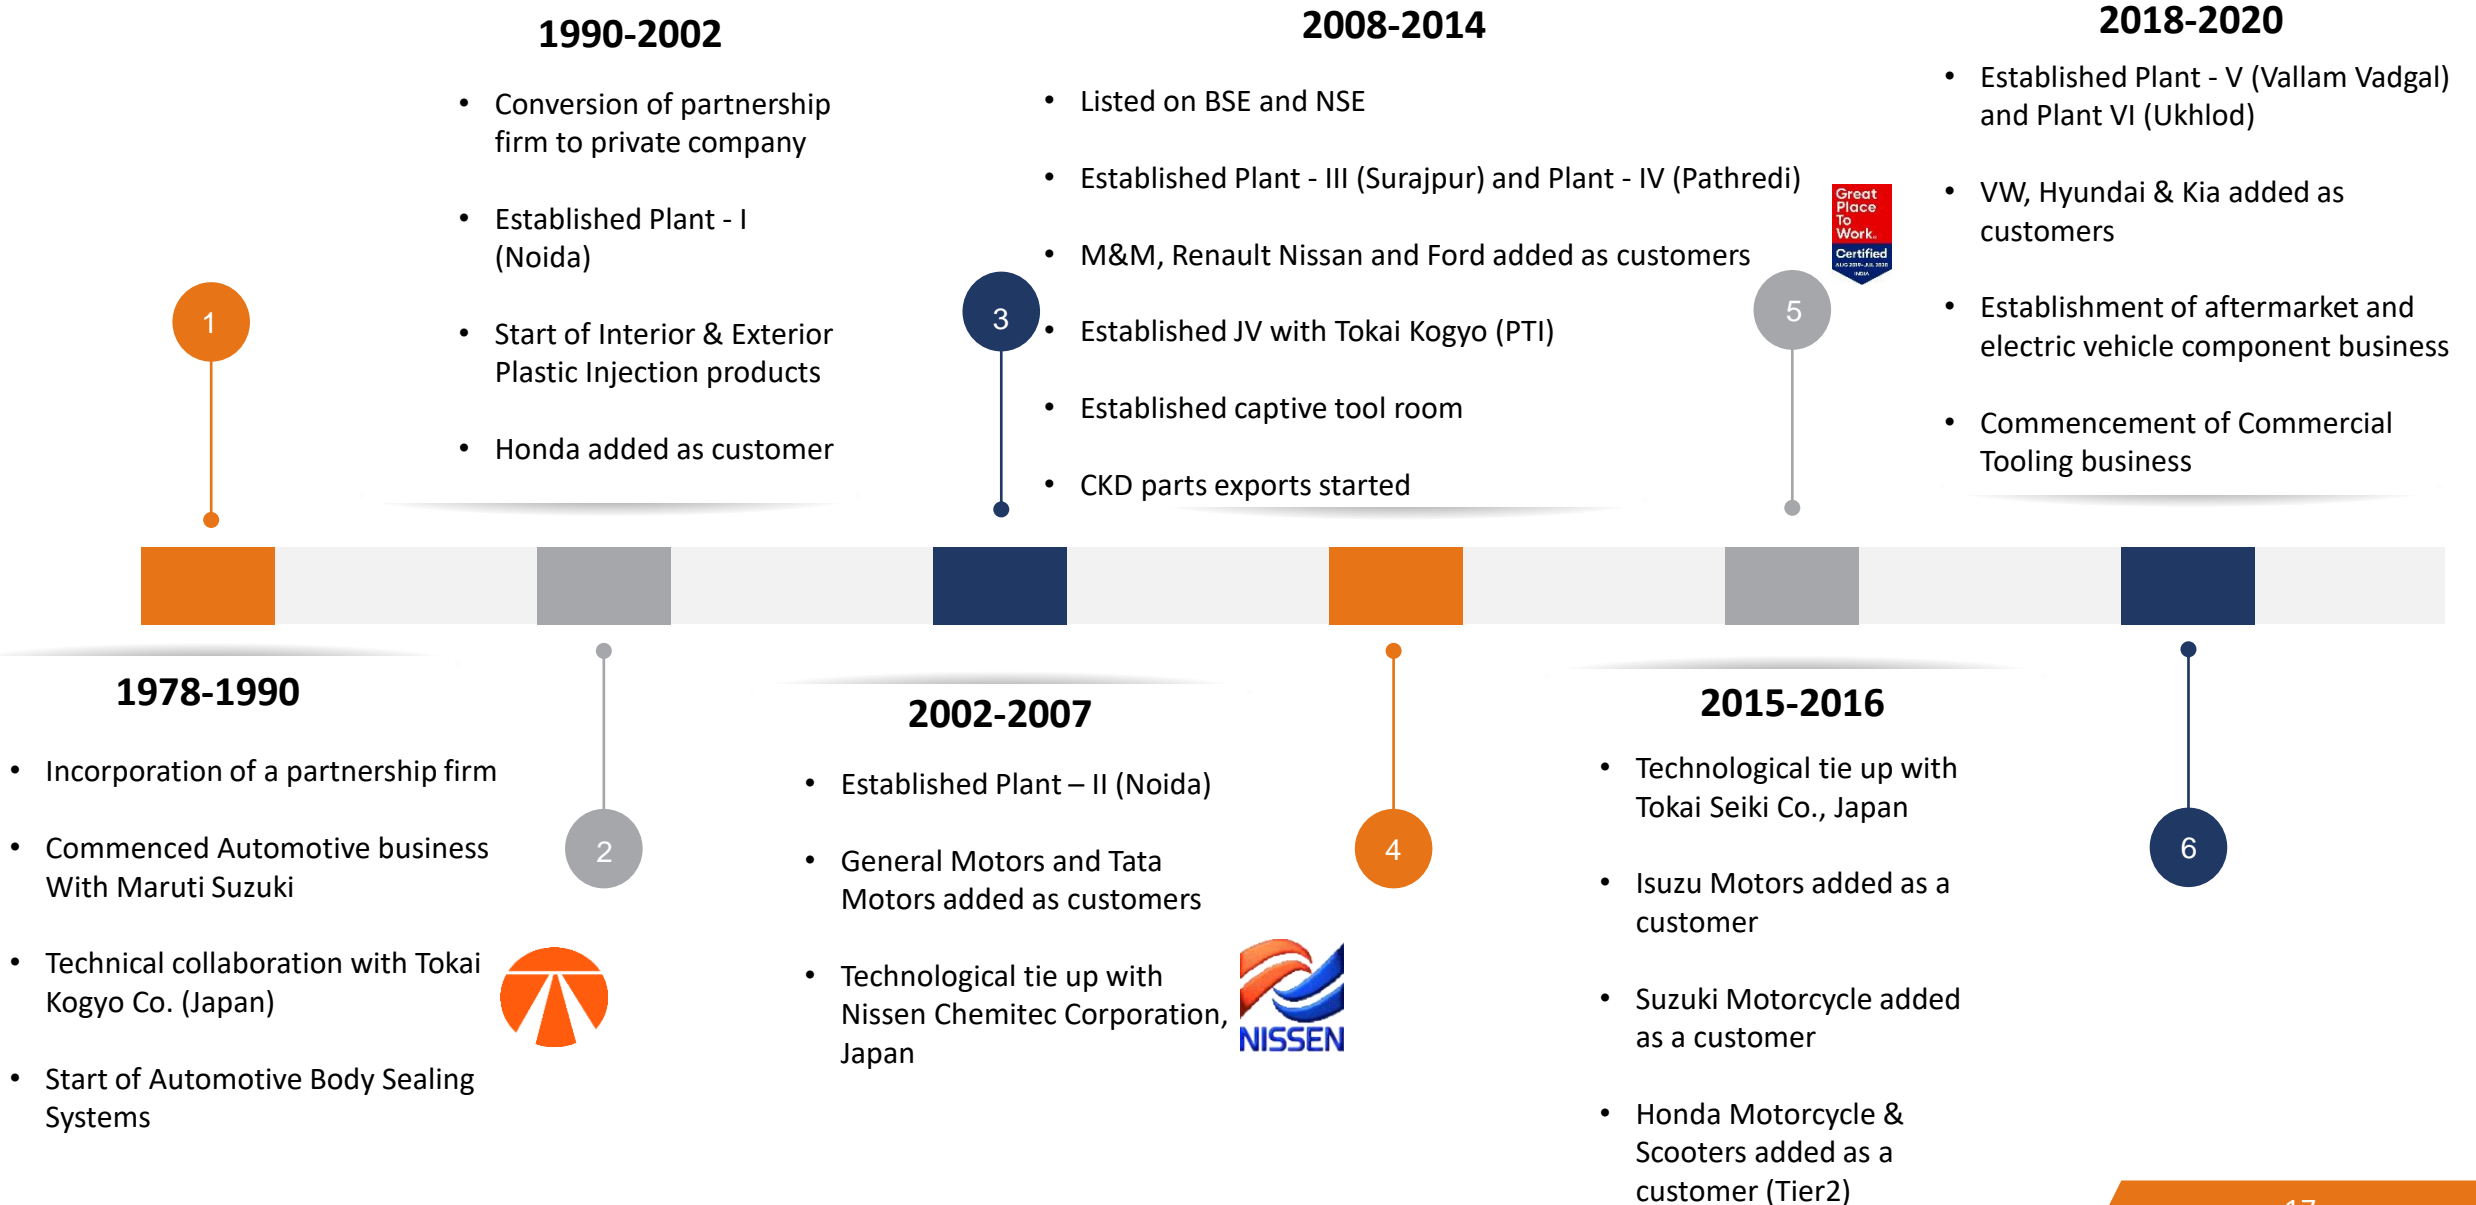 1990-2002
• Conversion of partnership
firm to private company
• Established Plant - I
(Noida)
• Start of Interior & Exterior
Plastic Injection products
• Honda added as customer
2008-2014
• Listed on BSE and NSE
• Established Plant - III (Surajpur) and Plant - IV (Pathredi)
• M&M, Renault Nissan and Ford added as customers
• Established JV with Tokai Kogyo (PTI)
• Established captive tool room
• CKD parts exports started
Great
Place
To
Work.
Certified
AUG 2019-JUL 2020
INDIA
2018-2020
• Established Plant - V (Vallam Vadgal)
and Plant VI (Ukhlod)
• VW, Hyundai & Kia added as
customers
• Establishment of aftermarket and
electric vehicle component business
• Commencement of Commercial
Tooling business
1
3
5
1978-1990
• Incorporation of a partnership firm
• Commenced Automotive business
With Maruti Suzuki
• Technical collaboration with Tokai
Kogyo Co. (Japan)
• Start of Automotive Body Sealing
Systems
2
2002-2007
• Established Plant – II (Noida)
• General Motors and Tata
Motors added as customers
• Technological tie up with
Nissen Chemitec Corporation,
Japan
NISSEN
4
2015-2016
• Technological tie up with
Tokai Seiki Co., Japan
• Isuzu Motors added as a
customer
• Suzuki Motorcycle added
as a customer
• Honda Motorcycle &
Scooters added as a
customer (Tier2)
6
17